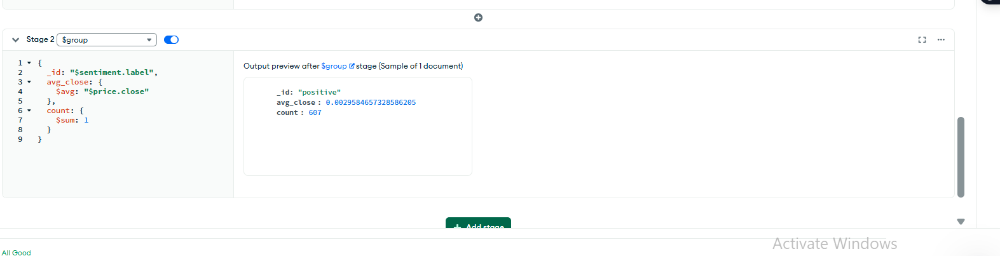 Stage 2 $group
1 {
2 _id: "$sentiment.label",
3 avg_close: {
4 $avg: "$price.close"
5 },
6 count: {
7 $sum: 1
8 }
9 }
Output preview after $group stage (Sample of 1 document)
_id: "positive"
avg_close : 0.0029584657328586205
count : 607
+ Add stage
All Good
Activate Windows